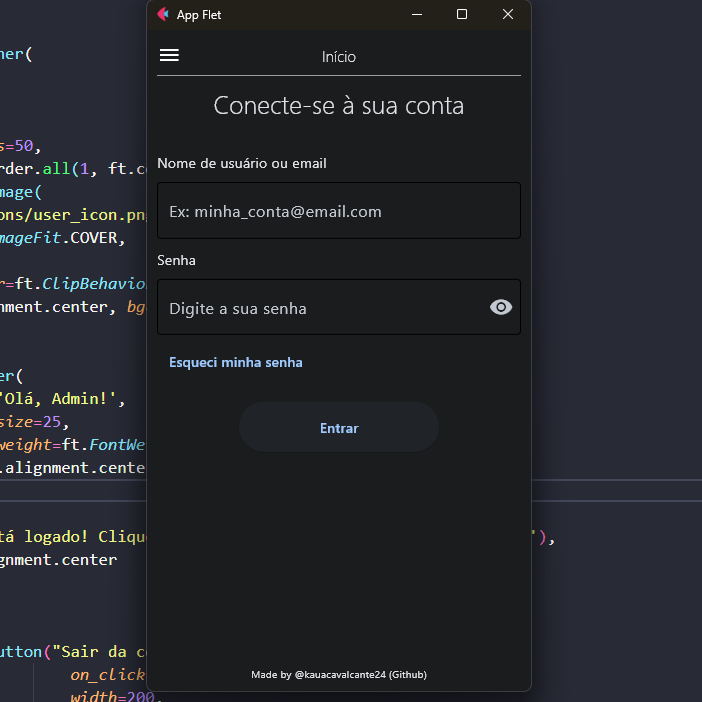 App Flet
Início
Conecte-se à sua conta
Nome de usuário ou email
Ex: minha_conta@email.com
Senha
Digite a sua senha
Esqueci minha senha
Entrar
Made by @kauacavalcante24 (Github)
ner(
s=50,
rder.all(1, ft.c
mage(
ons/user_icon.pn
mageFit.COVER,
r=ft.ClipBehavio
nment.center, bg
er(
'Olá, Admin!',
size=25,
weight=ft.FontWe
.alignment.cente
tá logado! Cliqu
'),
gnment.center
utton("Sair da c
on_click
width=200,